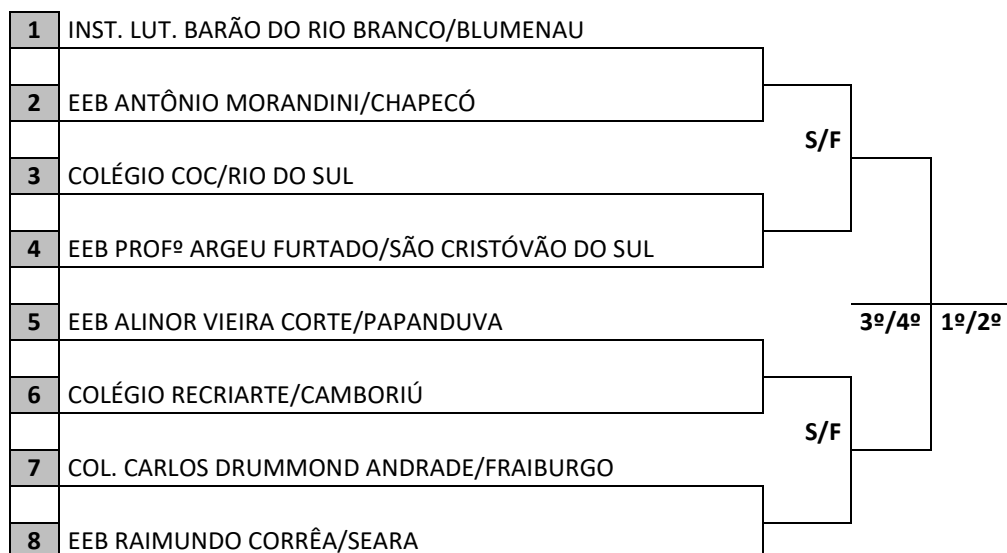 1 INST. LUT. BARÃO DO RIO BRANCO/BLUMENAU
2 EEB ANTÔNIO MORANDINI/CHAPECÓ
S/F
3 COLÉGIO COC/RIO DO SUL
4 EEB PROFº ARGEU FURTADO/SÃO CRISTÓVÃO DO SUL
5 EEB ALINOR VIEIRA CORTE/PAPANDUVA 3º/4º 1º/2º
6 COLÉGIO RECRIARTE/CAMBORIÚ
S/F
7 COL. CARLOS DRUMMOND ANDRADE/FRAIBURGO
8 EEB RAIMUNDO CORRÊA/SEARA